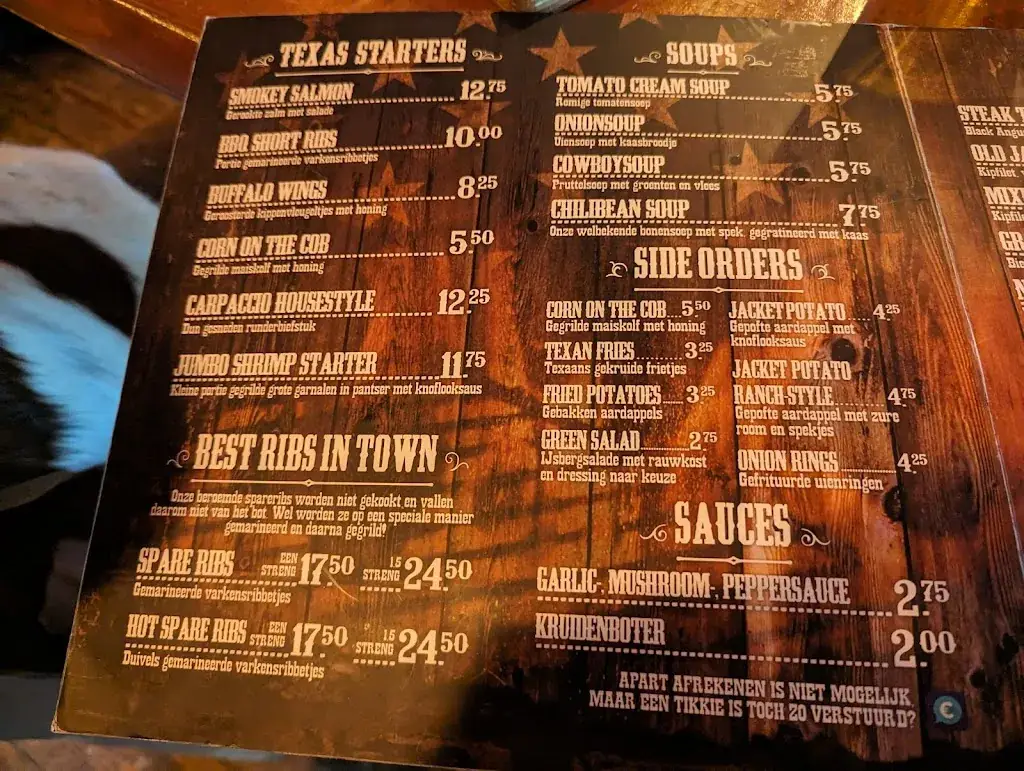 TEXAS STARTERS
SMOKEY SALMON 12.75
Gerookte zalm met salade
BBQ SHORT RIBS 10.00
Portie gemarineerde varkensribbetjes
BUFFALO WINGS 8.25
Geroosterde kippenvleugeltjes met honing
CORN ON THE COB 5.50
Gegrilde maiskolf met honing
CARPACCIO HOUSESTYLE 12.25
Dun gesneden runderbiefstuk
JUMBO SHRIMP STARTER 11.75
Kleine portie gegrilde grote garnalen in pantser met knoflooksaus
BEST RIBS IN TOWN
Onze beroemde spareribs worden niet gekookt en vallen
daarom niet van het bot. Wel worden ze op een speciale manier
gemarineerd en daarna gegrild!
SPARE RIBS EEN STRENG 17.50 1.5 STRENG 24.50
Gemarineerde varkensribbetjes
HOT SPARE RIBS EEN STRENG 17.50 1.5 STRENG 24.50
Duivels gemarineerde varkensribbetjes
SOUPS
TOMATO CREAM SOUP 5.75
Romige tomatensoep
ONIONSOUP 5.75
Uiensoep met kaasbroodje
COWBOYSOUP 5.75
Pruttelsoep met groenten en vlees
CHILIBEAN SOUP 7.75
Onze welbekende bonensoep met spek, gegratineerd met kaas
SIDE ORDERS
CORN ON THE COB 5.50
Gegrilde maiskolf met honing
TEXAN FRIES 3.25
Texaans gekruide frietjes
FRIED POTATOES 3.25
Gebakken aardappels
GREEN SALAD 2.75
IJsbergsalade met rauwkost
en dressing naar keuze
JACKET POTATO 4.25
Gepofte aardappel met
knoflooksaus
JACKET POTATO
RANCH-STYLE 4.75
Gepofte aardappel met zure
room en spekjes
ONION RINGS 4.25
Gefrituurde uienringen
SAUCES
GARLIC-, MUSHROOM-, PEPPERSAUCE 2.75
KRUIDENBOTER 2.00
APART AFREKENEN IS NIET MOGELIJK,
MAAR EEN TIKKIE IS TOCH ZO VERSTUURD?
€
STEAK
Black
OLD
Kipfilet,